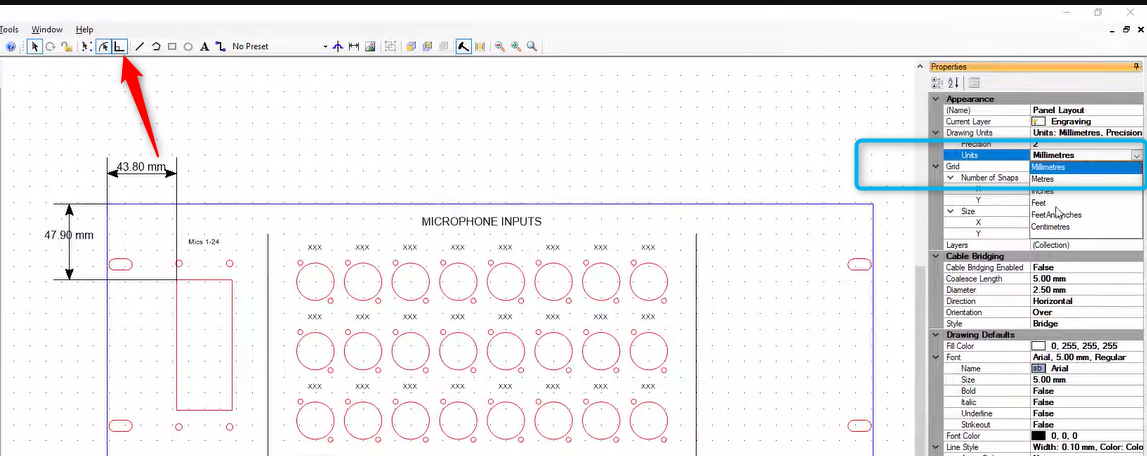 Tools Window Help
No Preset
Properties
Appearance
(Name) Panel Layout
Current Layer Engraving
Drawing Units Units: Millimetres, Precision
Precision 2
Units Millimetres
Grid Millimetres
Number of Snaps Metres
X Inches
Y Feet
Size FeetAndInches
X Centimetres
Y
Layers (Collection)
Cable Bridging
Cable Bridging Enabled False
Coalesce Length 5.00 mm
Diameter 2.50 mm
Direction Horizontal
Orientation Over
Style Bridge
Drawing Defaults
Fill Color 0, 255, 255, 255
Font Arial, 5.00 mm, Regular
Name ab Arial
Size 5.00 mm
Bold False
Italic False
Underline False
Strikeout False
Font Color 0, 0, 0
Line Style Width: 0.10 mm, Color: Colo
43.80 mm
47.90 mm
Mics 1-24
MICROPHONE INPUTS
XXX XXX XXX XXX XXX XXX XXX XXX
XXX XXX XXX XXX XXX XXX XXX XXX
XXX XXX XXX XXX XXX XXX XXX XXX